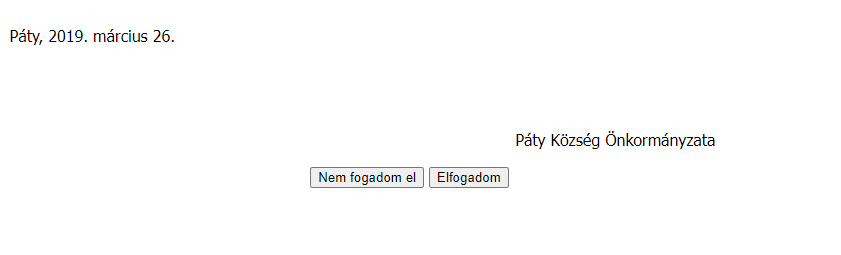 Páty, 2019. március 26.
Páty Község Önkormányzata
Nem fogadom el Elfogadom